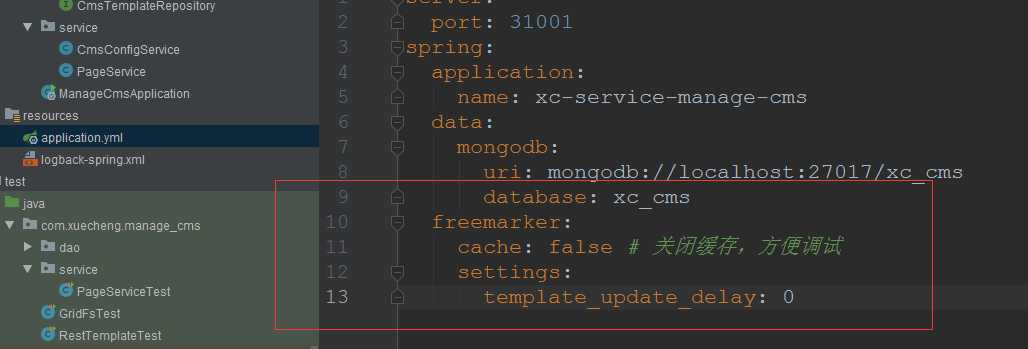 CmsTemplateRepository
service
CmsConfigService
PageService
ManageCmsApplication
resources
application.yml
logback-spring.xml
test
java
com.xuecheng.manage_cms
dao
service
PageServiceTest
GridFsTest
RestTemplateTest
server:
2 port: 31001
3 spring:
4 application:
5 name: xc-service-manage-cms
6 data:
7 mongodb:
8 uri: mongodb://localhost:27017/xc_cms
9 database: xc_cms
10 freemarker:
11 cache: false # 关闭缓存，方便调试
12 settings:
13 template_update_delay: 0